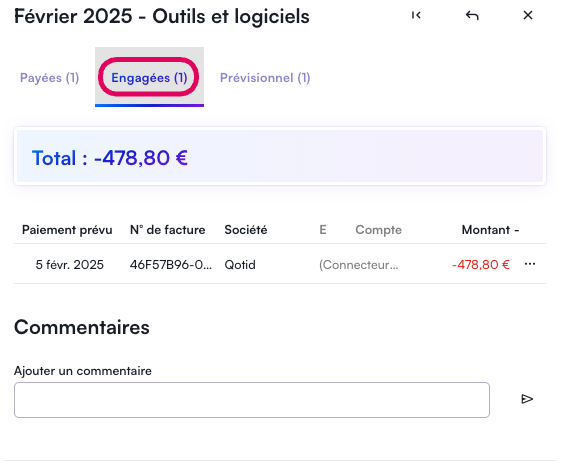 Février 2025 - Outils et logiciels
Payées (1) Engagées (1) Prévisionnel (1)
Total : -478,80 €
Paiement prévu N° de facture Société E Compte Montant -
5 févr. 2025 46F57B96-0... Qotid (Connecteur... -478,80 € ...
Commentaires
Ajouter un commentaire